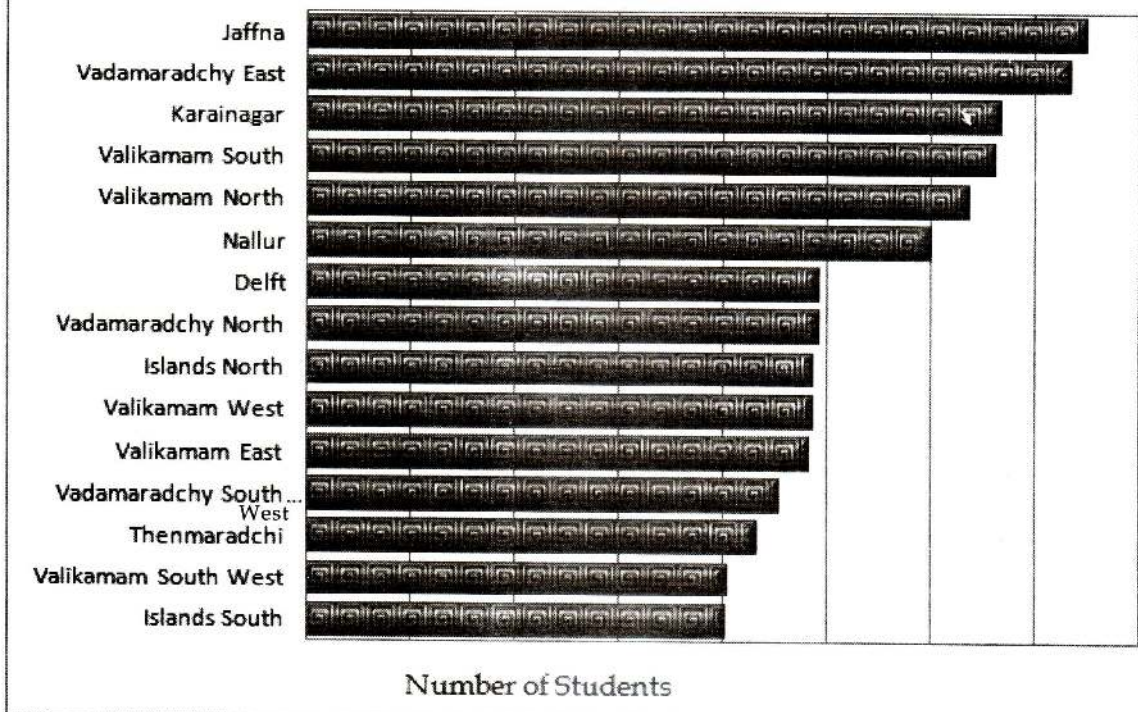 Jaffna
Vadamaradchy East
Karainagar
Valikamam South
Valikamam North
Nallur
Delft
Vadamaradchy North
Islands North
Valikamam West
Valikamam East
Vadamaradchy South...
West
Thenmaradchi
Valikamam South West
Islands South
Number of Students